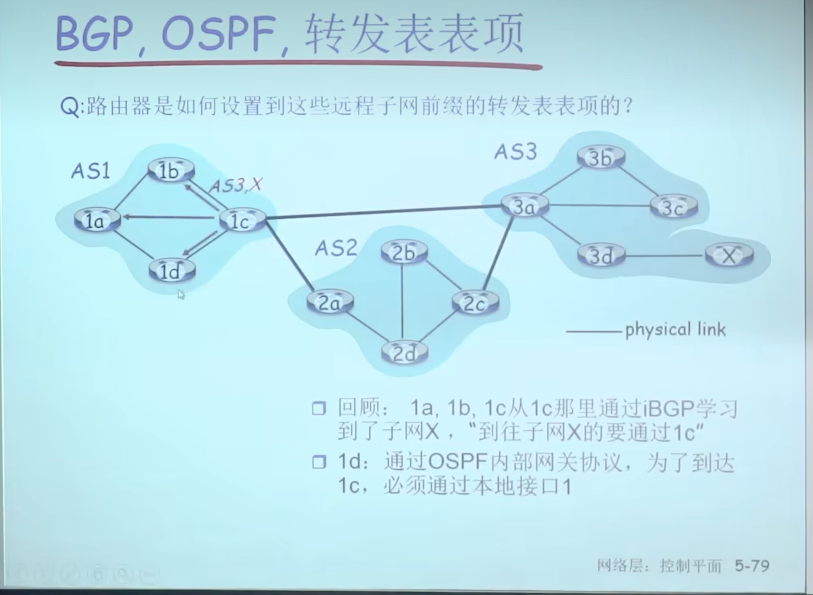 BGP, OSPF, 转发表表项
Q:路由器是如何设置到这些远程子网前缀的转发表表项的?
AS1
1b
AS3,X
1a
1c
1d
AS2
2b
2a
2c
2d
AS3
3b
3a
3c
3d
X
physical link
回顾: 1a, 1b, 1c从1c那里通过iBGP学习
到了子网X ,“到往子网X的要通过1c”
1d: 通过OSPF内部网关协议, 为了到达
1c, 必须通过本地接口1
网络层: 控制平面 5-79